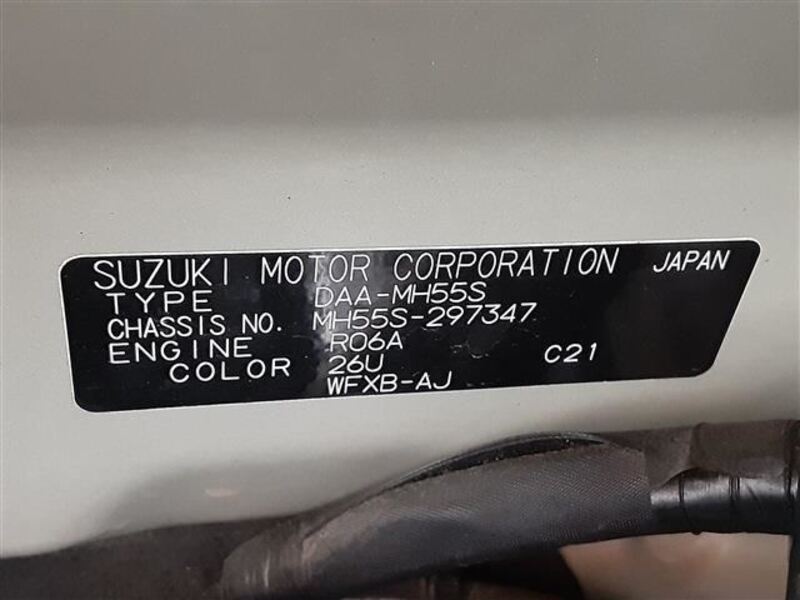 SUZUKI MOTOR CORPORATION JAPAN
TYPE DAA-MH55S
CHASSIS NO. MH55S-297347
ENGINE R06A
COLOR 26U C21
WFXB-AJ